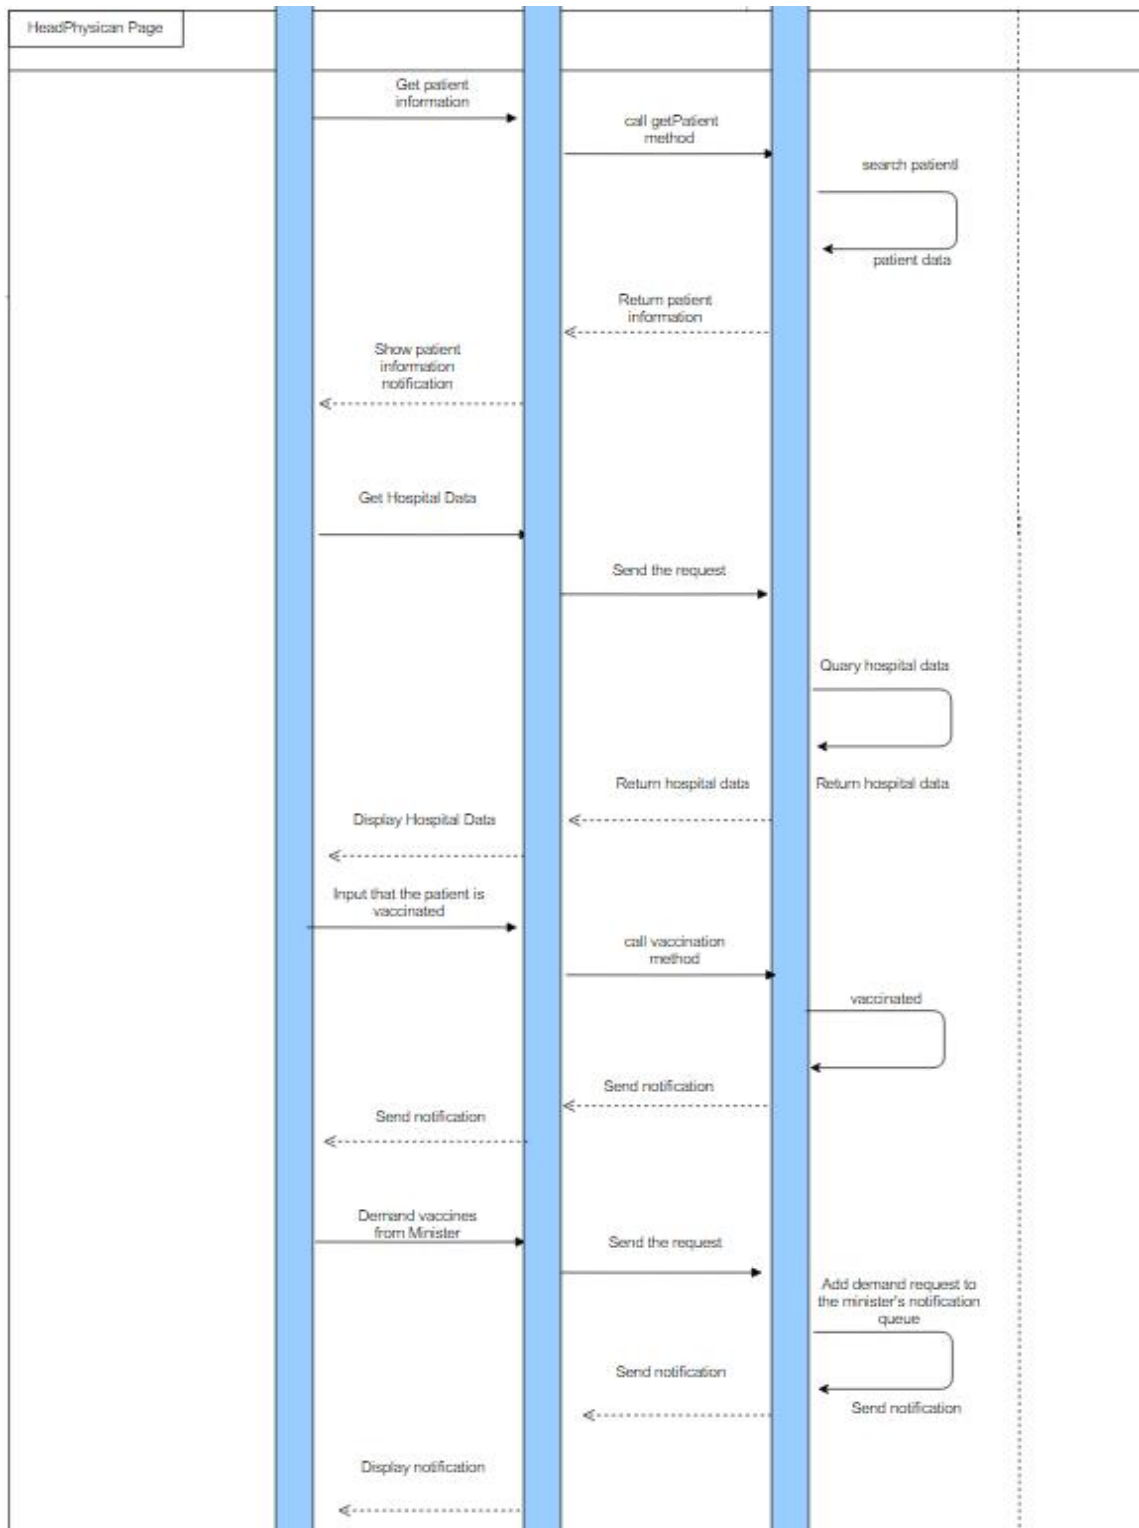 HeadPhysican Page
Get patient
information
call getPatient
method
search patientI
patient data
Return patient
information
Show patient
information
notification
Get Hospital Data
Send the request
Quary hospital data
Return hospital data
Return hospital data
Display Hospital Data
Input that the patient is
vaccinated
call vaccination
method
vaccinated
Send notification
Send notification
Demand vaccines
from Minister
Send the request
Add demand request to
the minister's notification
queue
Send notification
Send notification
Display notification